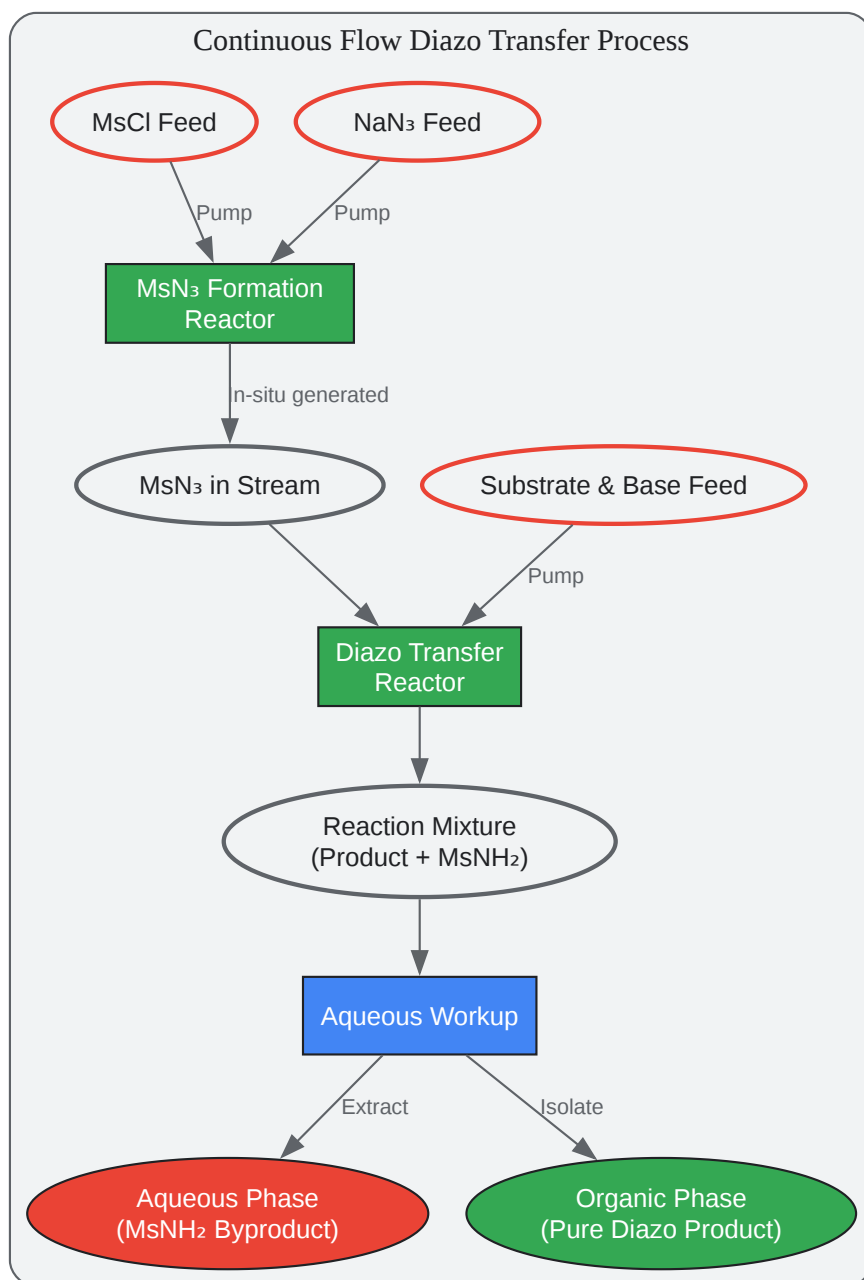 Continuous Flow Diazo Transfer Process
MsCl Feed
NaN₃ Feed
Pump
Pump
MsN₃ Formation
Reactor
In-situ generated
MsN₃ in Stream
Substrate & Base Feed
Pump
Diazo Transfer
Reactor
Reaction Mixture
(Product + MsNH₂)
Aqueous Workup
Extract
Isolate
Aqueous Phase
(MsNH₂ Byproduct)
Organic Phase
(Pure Diazo Product)